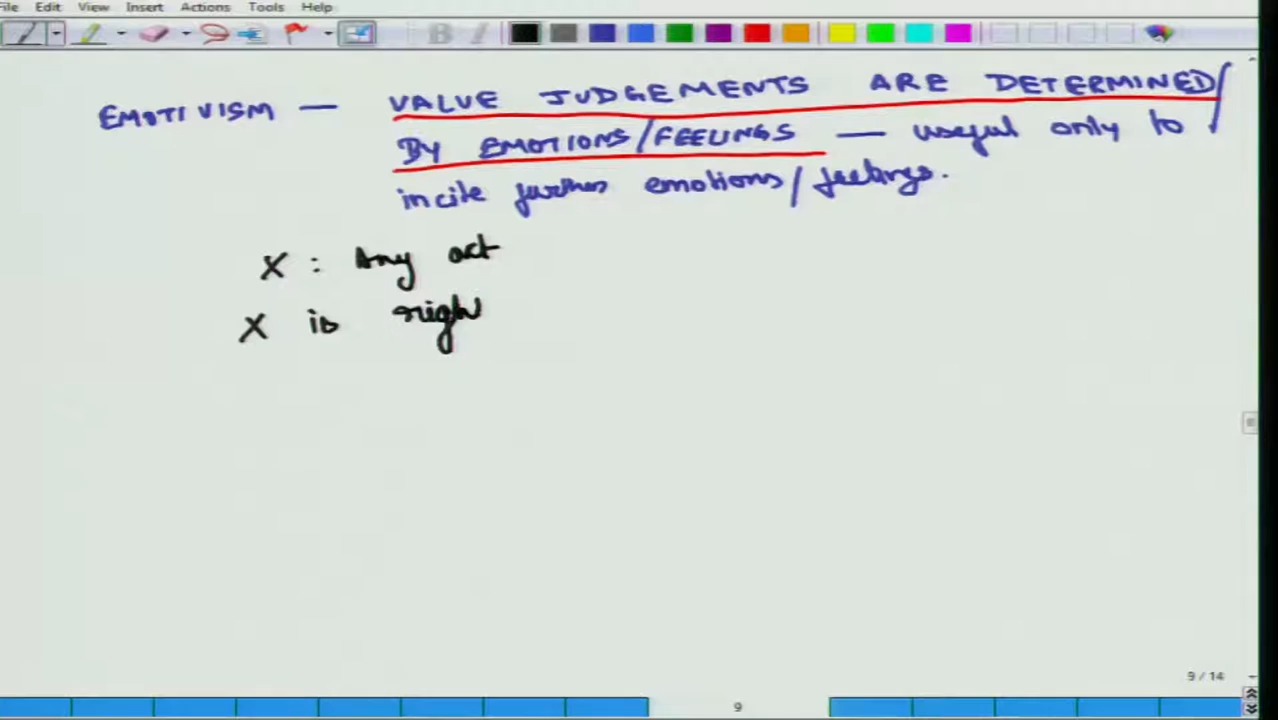 File Edit View Insert Actions Tools Help
EMOTIVISM — VALUE JUDGEMENTS ARE DETERMINED/
BY EMOTIONS/FEELINGS — useful only to
incite further emotions/feelings.
X : Any act
X is righ
9 / 14
9